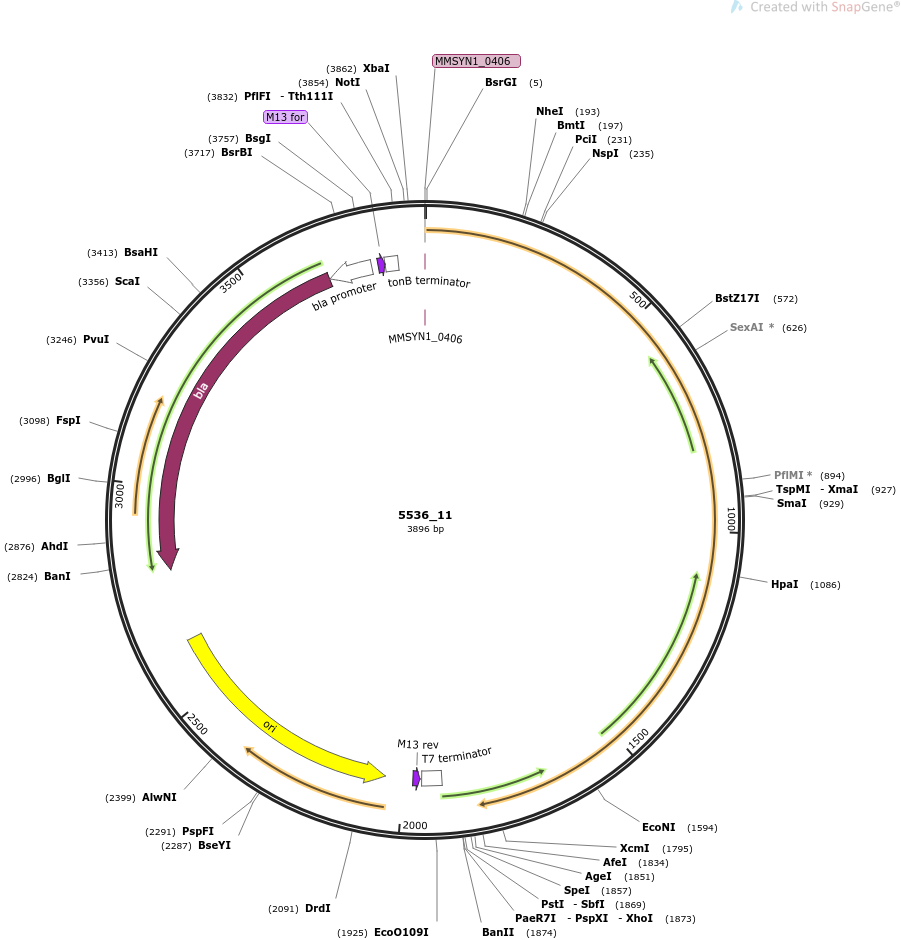 Created with SnapGene®
MMSYN1_0406
(3862) XbaI
BsrGI (5)
(3854) NotI
(3832) PflFI - Tth111I
NheI (193)
M13 for
BmtI (197)
(3757) BsgI
PciI (231)
(3717) BsrBI
NspI (235)
(3413) BsaHI
3500
tonB terminator
(3356) ScaI
bla promoter
500
BstZ17I (572)
SexAI * (626)
(3246) PvuI
MMSYN1_0406
bla
(3098) FspI
PflMI * (894)
(2996) BglI
TspMI - XmaI (927)
3000
SmaI (929)
5536_11
1000
3896 bp
(2876) AhdI
(2824) BanI
HpaI (1086)
2500
ori
1500
M13 rev
T7 terminator
(2399) AlwNI
2000
(2291) PspFI
EcoNI (1594)
(2287) BseYI
XcmI (1795)
AfeI (1834)
AgeI (1851)
SpeI (1857)
PstI - SbfI (1869)
(2091) DrdI
PaeR7I - PspXI - XhoI (1873)
(1925) EcoO109I
BanII (1874)